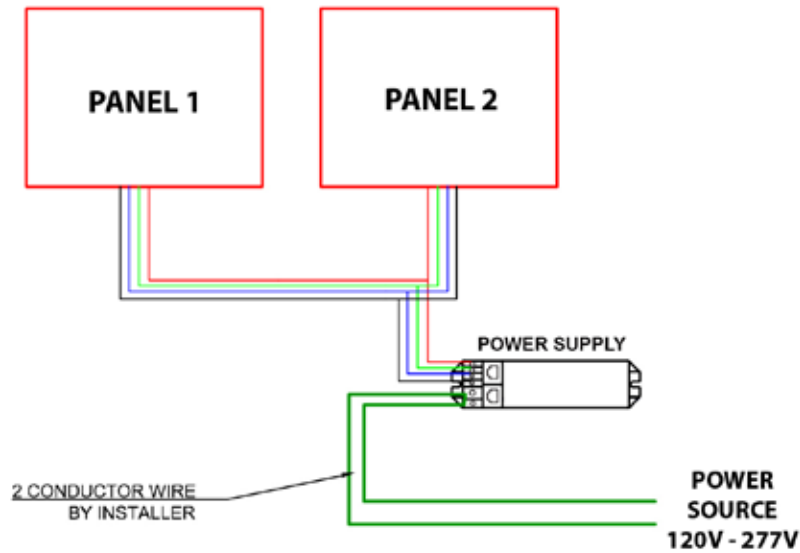 PANEL 1
PANEL 2
POWER SUPPLY
2 CONDUCTOR WIRE
BY INSTALLER
POWER
SOURCE
120V - 277V